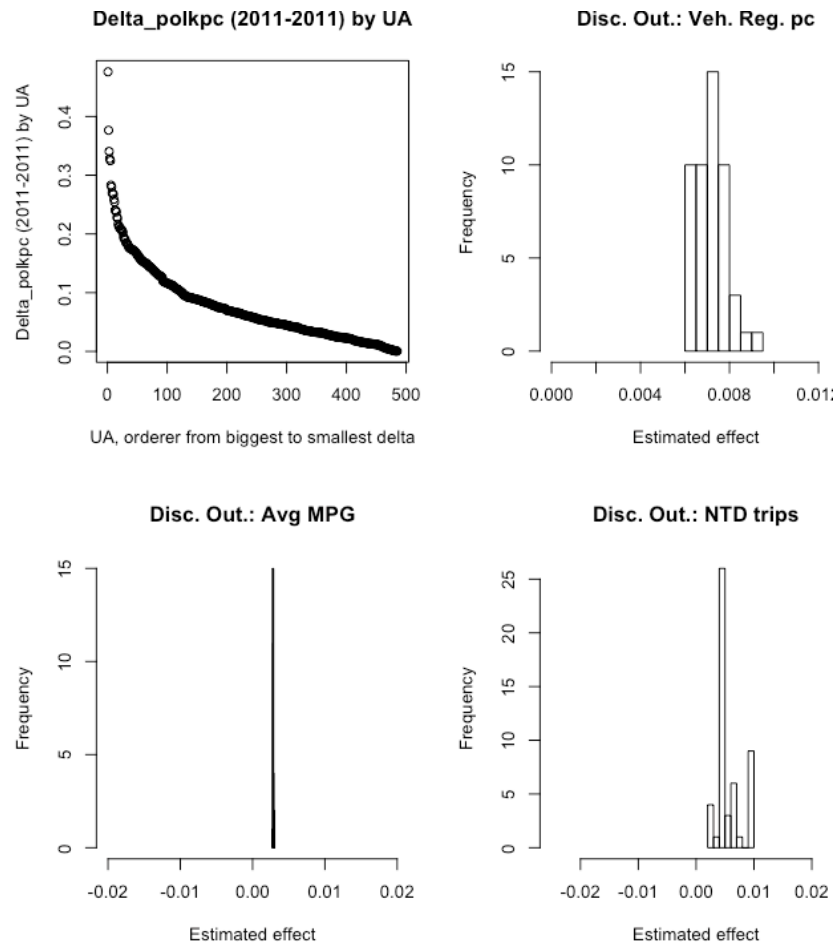 Delta_polkpc (2011-2011) by UA
Delta_polkpc (2011-2011) by UA
0.4
0.3
0.2
0.1
0.0
0 100 200 300 400 500
UA, orderer from biggest to smallest delta
Disc. Out.: Veh. Reg. pc
Frequency
15
10
5
0
0.000 0.004 0.008 0.012
Estimated effect
Disc. Out.: Avg MPG
Frequency
15
10
5
0
-0.02 -0.01 0.00 0.01 0.02
Estimated effect
Disc. Out.: NTD trips
Frequency
25
20
15
10
5
0
-0.02 -0.01 0.00 0.01 0.02
Estimated effect